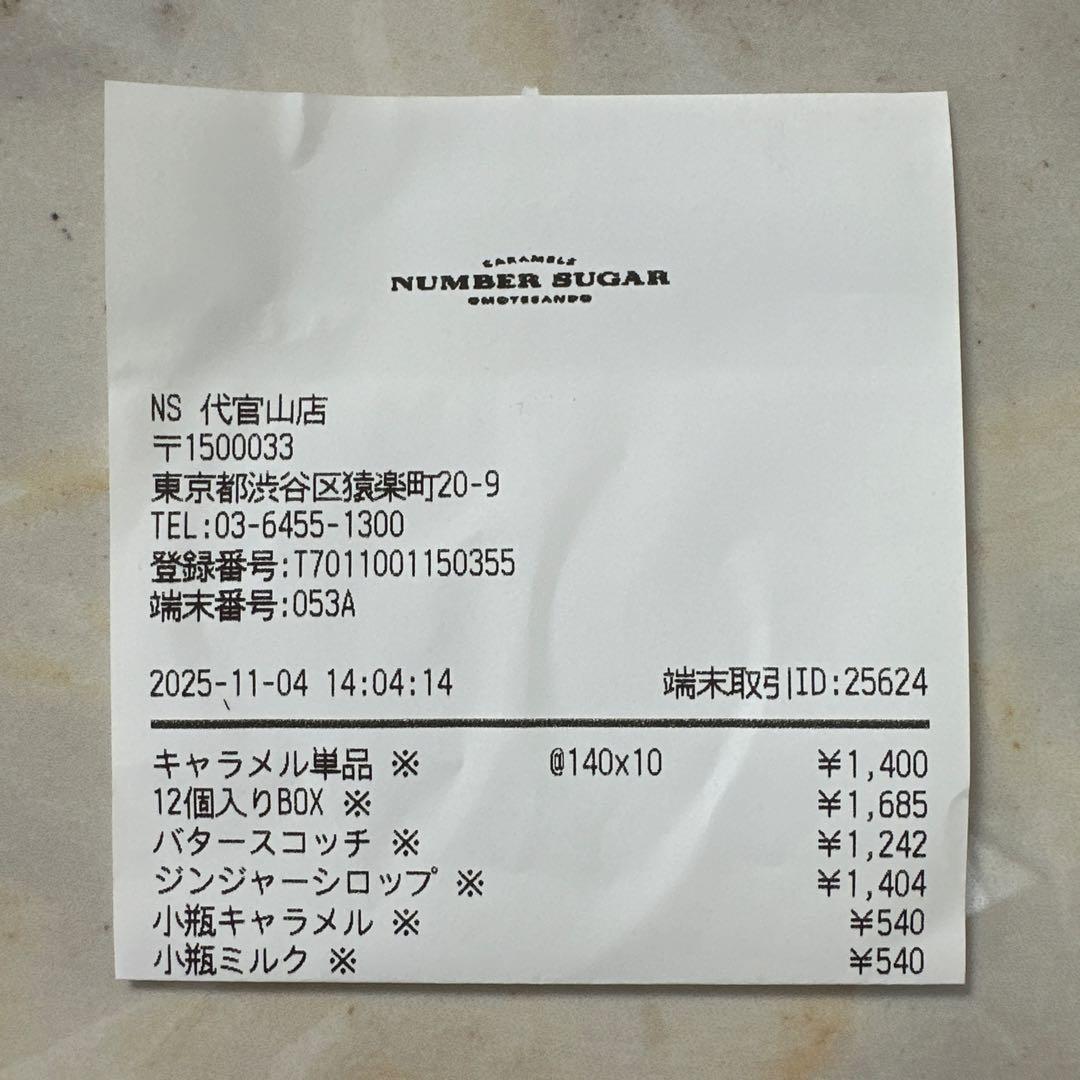 CARAMELS
NUMBER SUGAR
OMOTESANDO
NS 代官山店
〒1500033
東京都渋谷区猿楽町20-9
TEL:03-6455-1300
登録番号:T7011001150355
端末番号:053A
2025-11-04 14:04:14 端末取引ID:25624
キャラメル単品 ※ @140x10 ¥1,400
12個入りBOX ※ ¥1,685
バタースコッチ ※ ¥1,242
ジンジャーシロップ ※ ¥1,404
小瓶キャラメル ※ ¥540
小瓶ミルク ※ ¥540